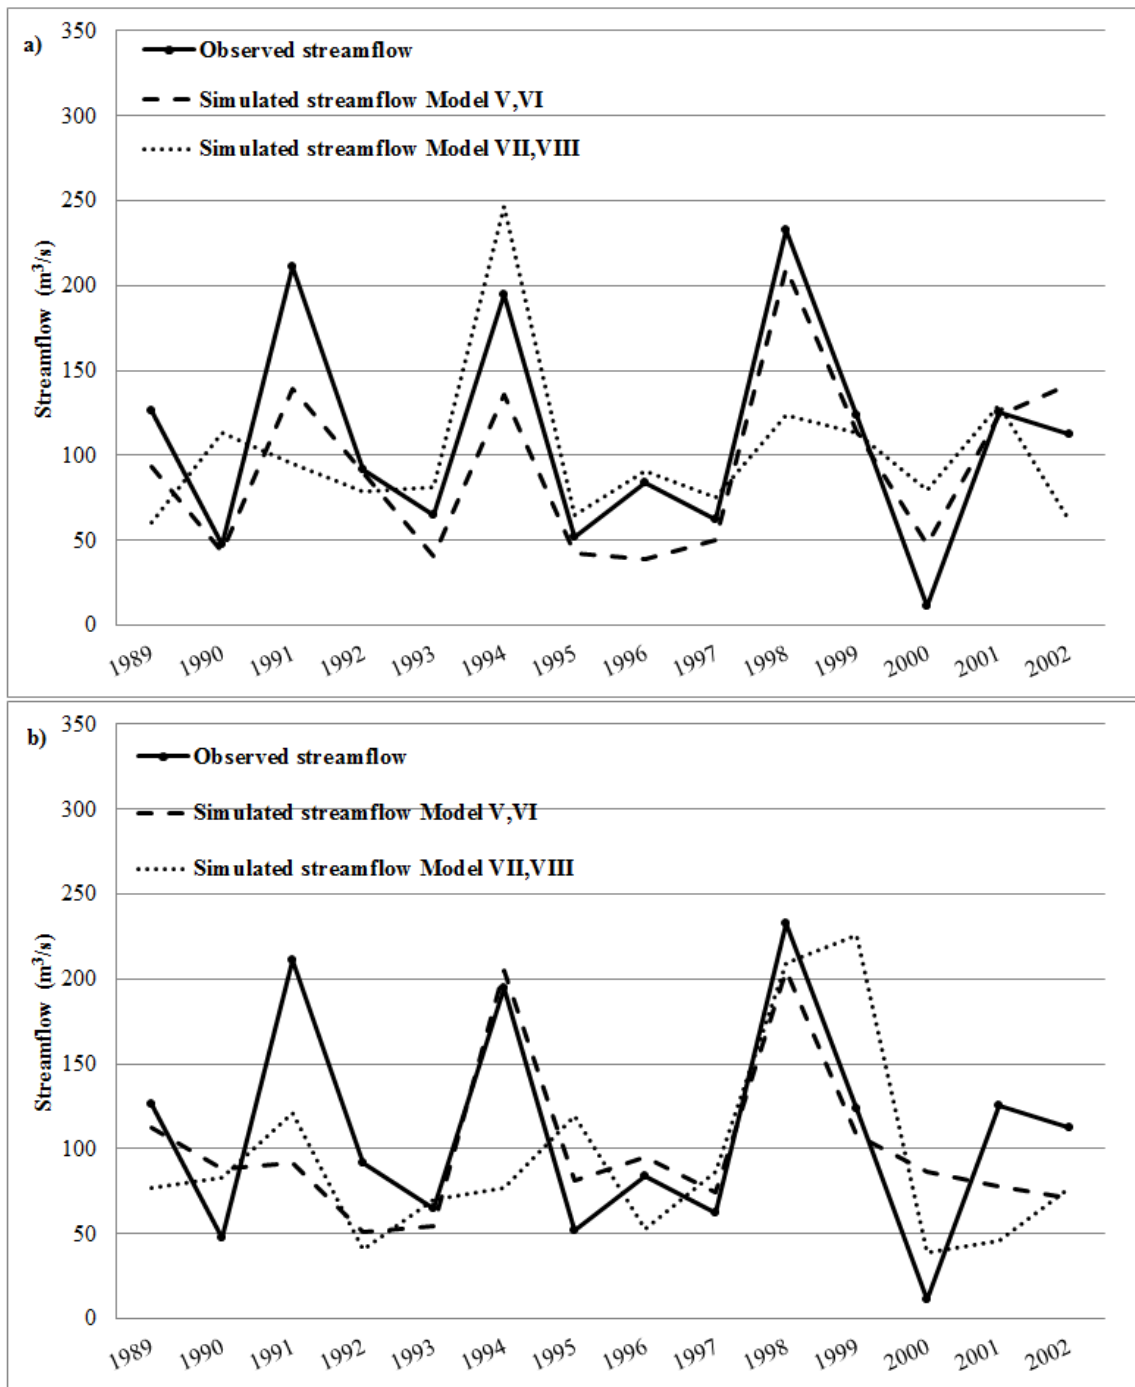 a)
350
300
250
200
150
100
50
0
Streamflow (m³/s)
Observed streamflow
Simulated streamflow Model V,VI
Simulated streamflow Model VII,VIII
1989 1990 1991 1992 1993 1994 1995 1996 1997 1998 1999 2000 2001 2002
b)
350
300
250
200
150
100
50
0
Streamflow (m³/s)
Observed streamflow
Simulated streamflow Model V,VI
Simulated streamflow Model VII,VIII
1989 1990 1991 1992 1993 1994 1995 1996 1997 1998 1999 2000 2001 2002